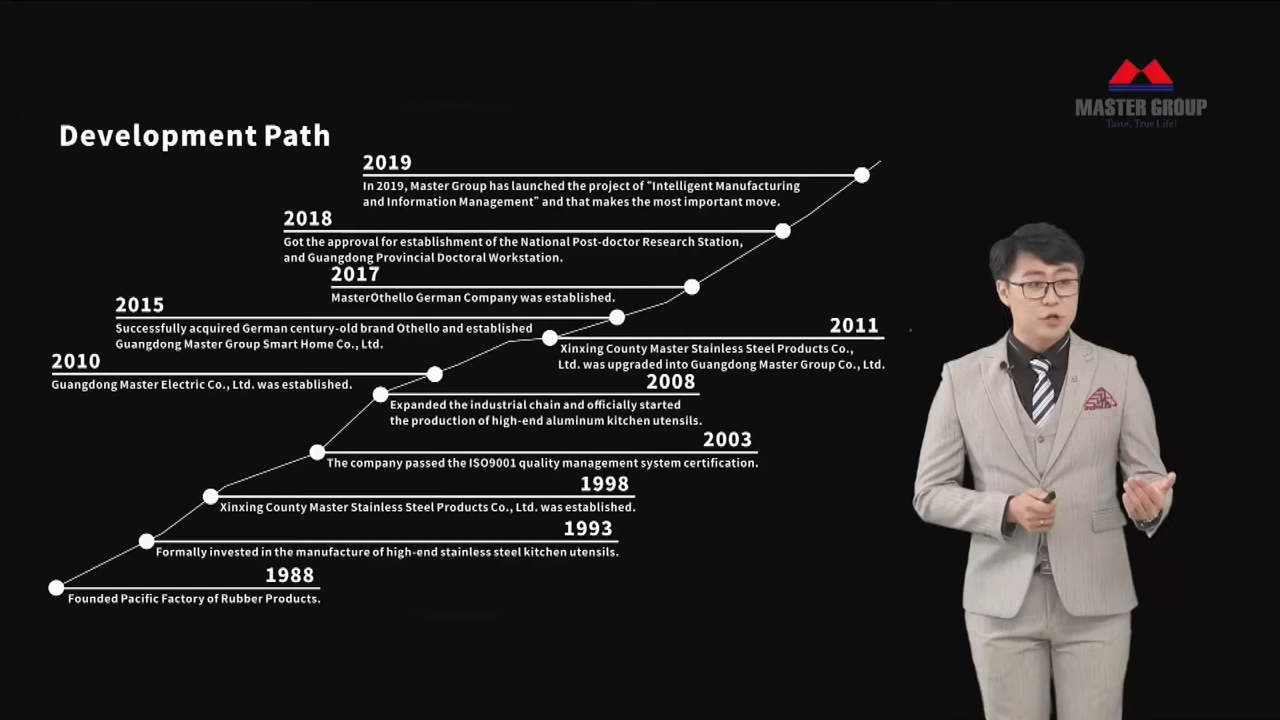 MASTER GROUP
Taste, True Life!
Development Path
2019
In 2019, Master Group has launched the project of "Intelligent Manufacturing
and Information Management" and that makes the most important move.
2018
Got the approval for establishment of the National Post-doctor Research Station,
and Guangdong Provincial Doctoral Workstation.
2017
MasterOthello German Company was established.
2015
Successfully acquired German century-old brand Othello and established
Guangdong Master Group Smart Home Co., Ltd.
2011
Xinxing County Master Stainless Steel Products Co.,
Ltd. was upgraded into Guangdong Master Group Co., Ltd.
2010
Guangdong Master Electric Co., Ltd. was established.
2008
Expanded the industrial chain and officially started
the production of high-end aluminum kitchen utensils.
2003
The company passed the ISO9001 quality management system certification.
1998
Xinxing County Master Stainless Steel Products Co., Ltd. was established.
1993
Formally invested in the manufacture of high-end stainless steel kitchen utensils.
1988
Founded Pacific Factory of Rubber Products.